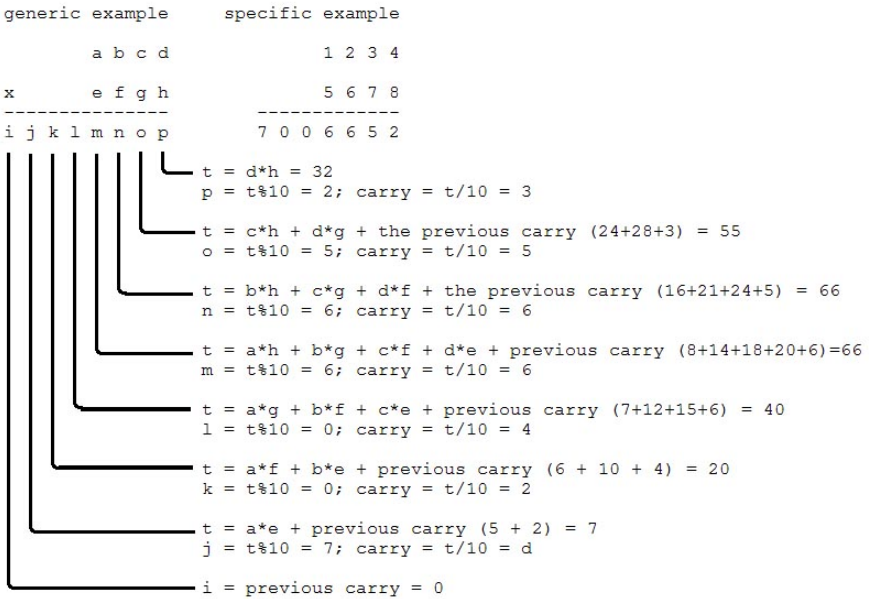 generic example specific example
a b c d 1 2 3 4
x e f g h 5 6 7 8
--------------- -------------
i j k l m n o p 7 0 0 6 6 5 2
t = d*h = 32
p = t%10 = 2; carry = t/10 = 3
t = c*h + d*g + the previous carry (24+28+3) = 55
o = t%10 = 5; carry = t/10 = 5
t = b*h + c*g + d*f + the previous carry (16+21+24+5) = 66
n = t%10 = 6; carry = t/10 = 6
t = a*h + b*g + c*f + d*e + previous carry (8+14+18+20+6)=66
m = t%10 = 6; carry = t/10 = 6
t = a*g + b*f + c*e + previous carry (7+12+15+6) = 40
l = t%10 = 0; carry = t/10 = 4
t = a*f + b*e + previous carry (6 + 10 + 4) = 20
k = t%10 = 0; carry = t/10 = 2
t = a*e + previous carry (5 + 2) = 7
j = t%10 = 7; carry = t/10 = d
i = previous carry = 0